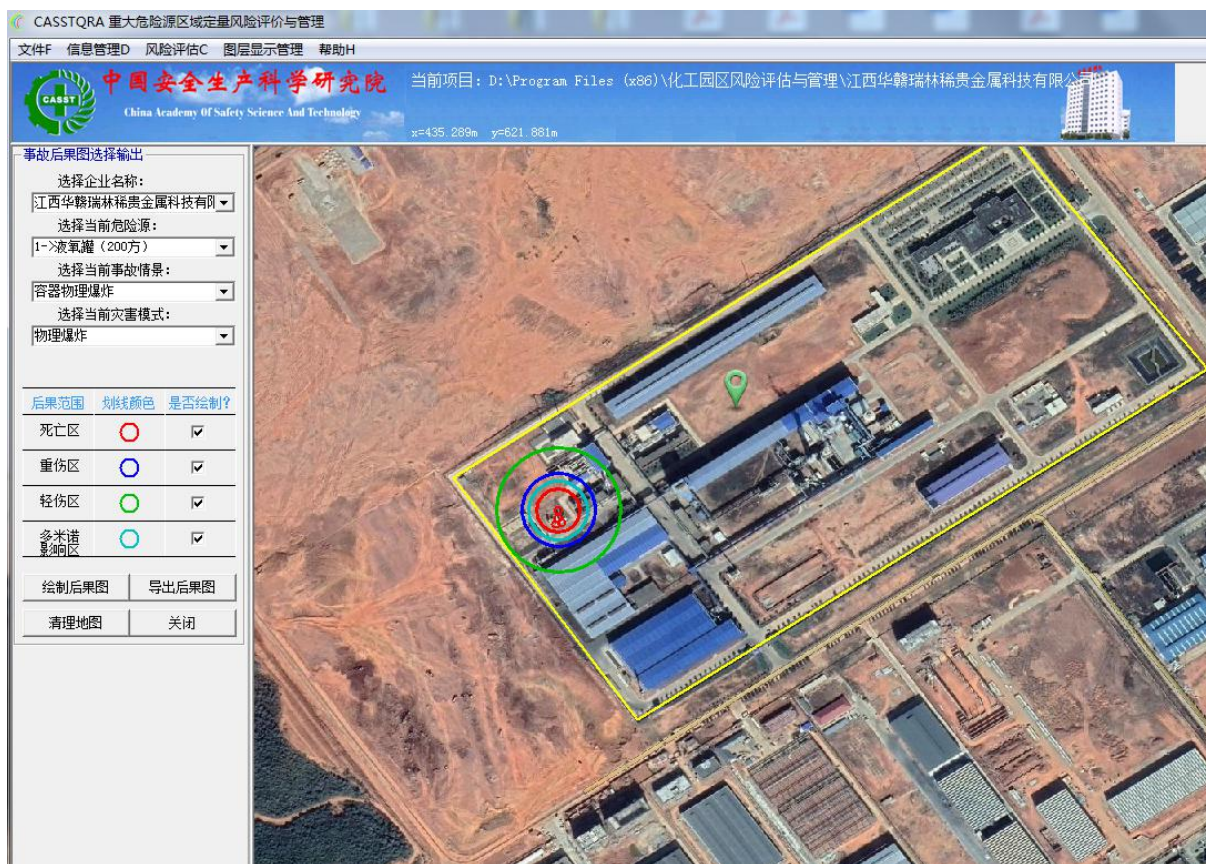 CASSTQRA 重大危险源区域定量风险评价与管理
文件F 信息管理D 风险评估C 图层显示管理 帮助H
CASST
中国安全生产科学研究院
China Academy Of Safety Science And Technology
当前项目：D:\Program Files (x86)\化工园区风险评估与管理\江西华赣瑞林稀贵金属科技有限公司
x=435.289m y=621.881m
事故后果图选择输出
选择企业名称：
江西华赣瑞林稀贵金属科技有限
选择当前危险源：
1->液氧罐（200方）
选择当前事故情景：
容器物理爆炸
选择当前灾害模式：
物理爆炸
后果范围 划线颜色 是否绘制?
死亡区
重伤区
轻伤区
多米诺
影响区
绘制后果图 导出后果图
清理地图 关闭